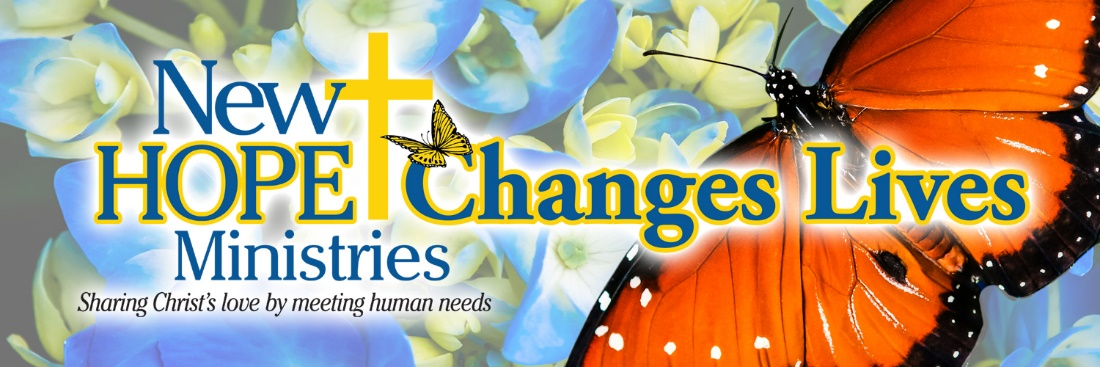 New
HOPE Changes Lives
Ministries
Sharing Christ's love by meeting human needs